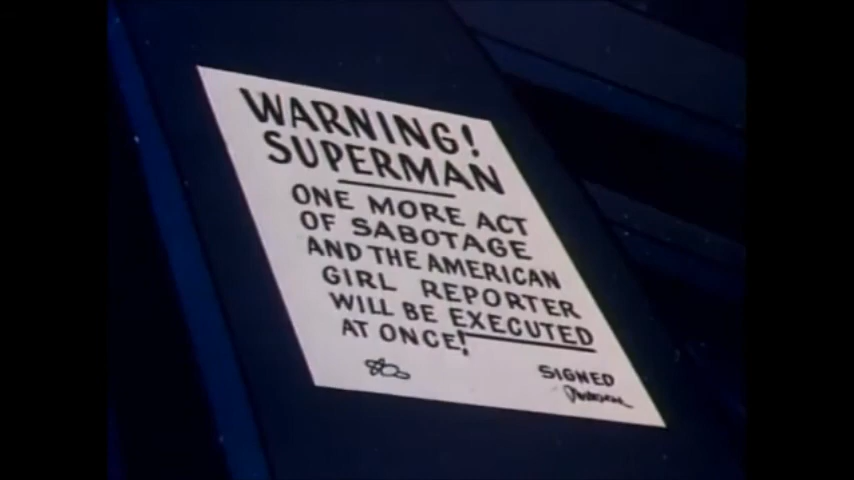 WARNING!
SUPERMAN
ONE MORE ACT
OF SABOTAGE
AND THE AMERICAN
GIRL REPORTER
WILL BE EXECUTED
AT ONCE!
SIGNED